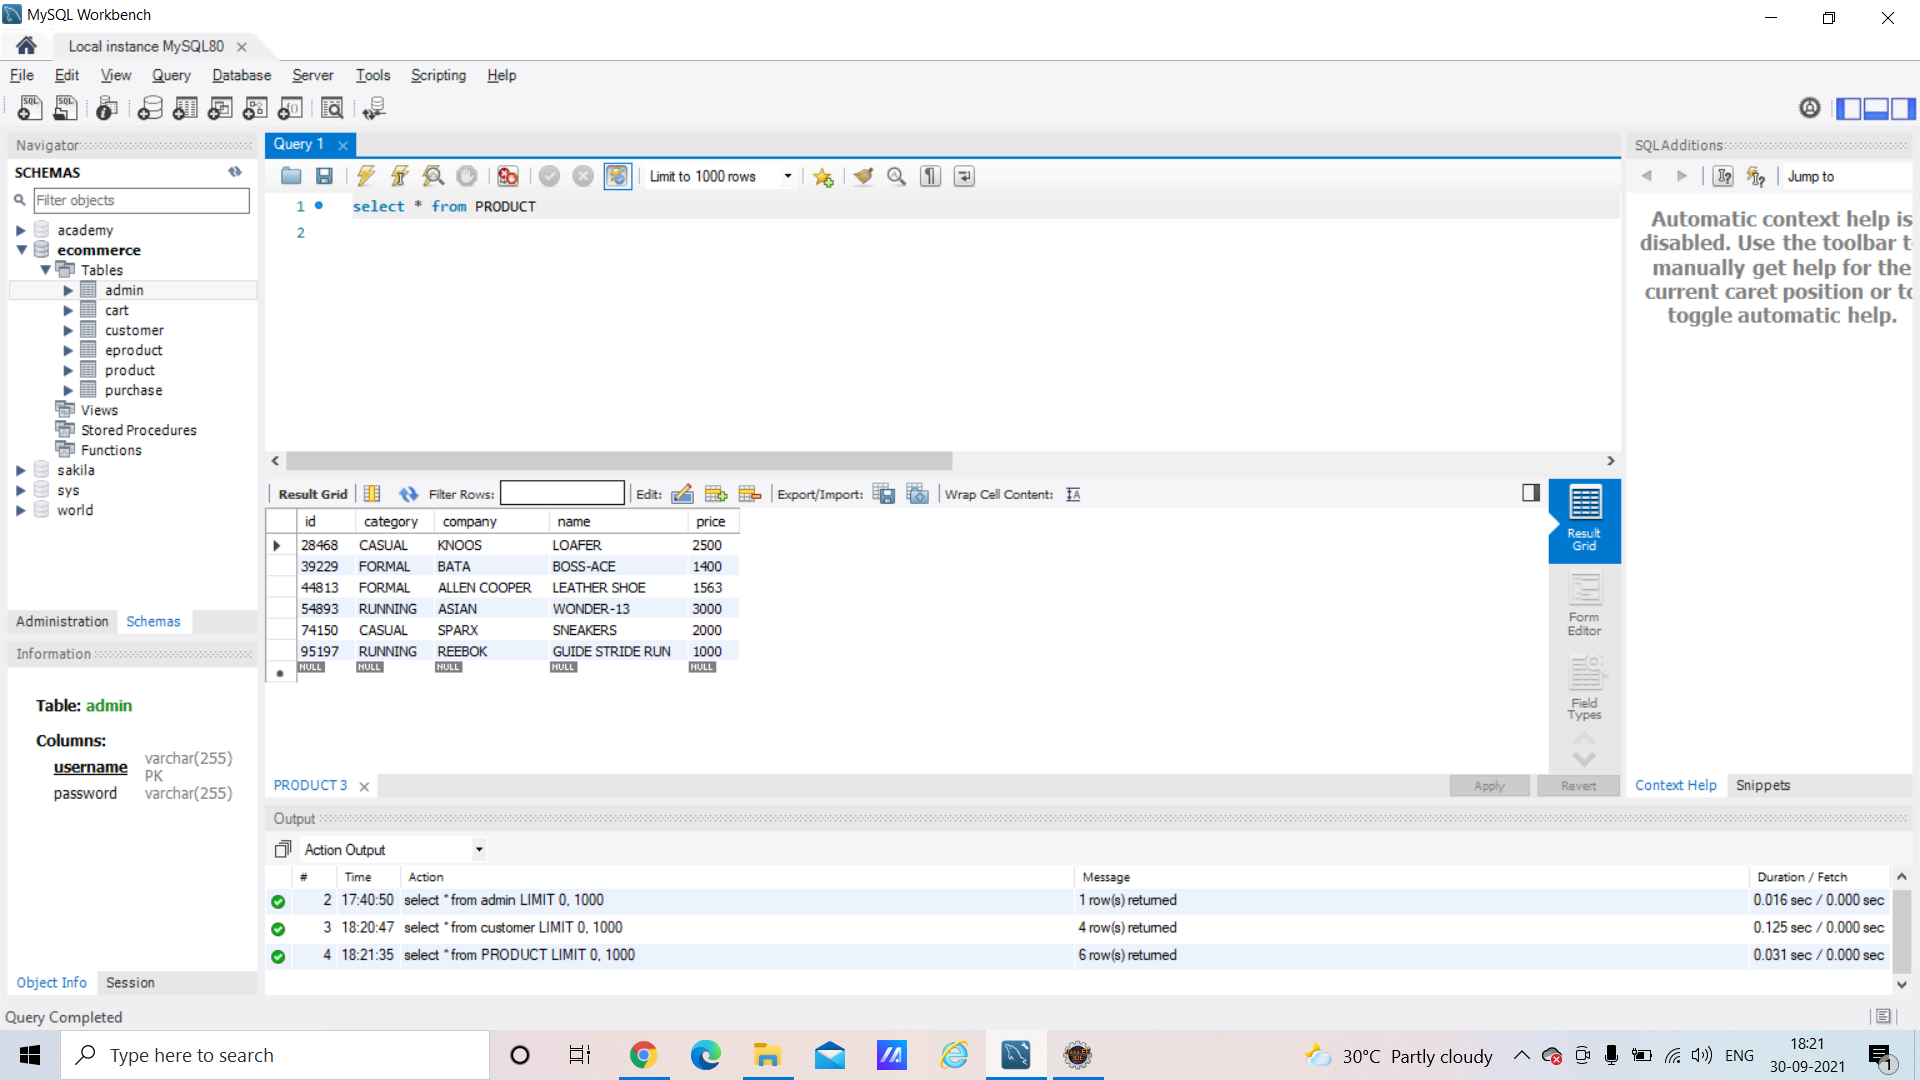 MySQL Workbench
Local instance MySQL80
File Edit View Query Database Server Tools Scripting Help
Navigator
SCHEMAS
Filter objects
academy
ecommerce
Tables
admin
cart
customer
eproduct
product
purchase
Views
Stored Procedures
Functions
sakila
sys
world
Administration Schemas
Information
Table: admin
Columns:
username varchar(255) PK
password varchar(255)
Object Info Session
Query 1
Limit to 1000 rows
1 select * from PRODUCT
2
Result Grid Filter Rows: Edit: Export/Import: Wrap Cell Content:
id category company name price
28468 CASUAL KNOOS LOAFER 2500
39229 FORMAL BATA BOSS-ACE 1400
44813 FORMAL ALLEN COOPER LEATHER SHOE 1563
54893 RUNNING ASIAN WONDER-13 3000
74150 CASUAL SPARX SNEAKERS 2000
95197 RUNNING REEBOK GUIDE STRIDE RUN 1000
NULL NULL NULL NULL NULL
Result Grid
Form Editor
Field Types
PRODUCT 3
Apply Revert
SQLAdditions
Jump to
Automatic context help is
disabled. Use the toolbar t
manually get help for the
current caret position or to
toggle automatic help.
Context Help Snippets
Output
Action Output
# Time Action Message Duration / Fetch
2 17:40:50 select * from admin LIMIT 0, 1000 1 row(s) returned 0.016 sec / 0.000 sec
3 18:20:47 select * from customer LIMIT 0, 1000 4 row(s) returned 0.125 sec / 0.000 sec
4 18:21:35 select * from PRODUCT LIMIT 0, 1000 6 row(s) returned 0.031 sec / 0.000 sec
Query Completed
Type here to search
30°C Partly cloudy
ENG
18:21
30-09-2021
1